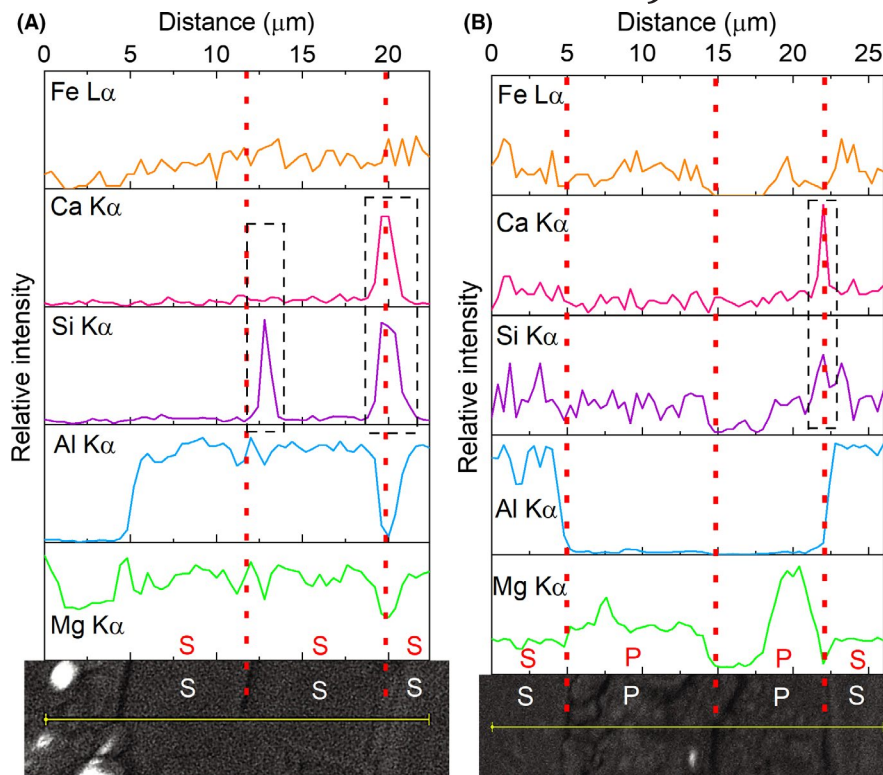 (A)
Distance (μm)
0 5 10 15 20
Fe Lα
Ca Kα
Si Kα
Al Kα
Mg Kα
Relative intensity
S S S
S S S
(B)
Distance (μm)
0 5 10 15 20 25
Fe Lα
Ca Kα
Si Kα
Al Kα
Mg Kα
Relative intensity
S P P S
S P P S